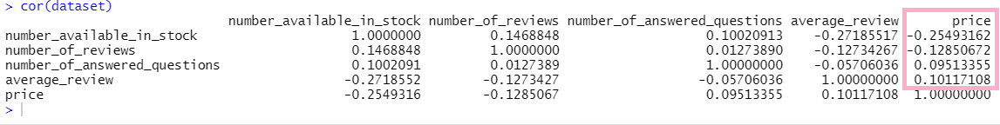 > cor(dataset)
number_available_in_stock number_of_reviews number_of_answered_questions average_review price
number_available_in_stock 1.0000000 0.1468848 0.10020913 -0.27185517 -0.25493162
number_of_reviews 0.1468848 1.0000000 0.01273890 -0.12734267 -0.12850672
number_of_answered_questions 0.1002091 0.0127389 1.00000000 -0.05706036 0.09513355
average_review -0.2718552 -0.1273427 -0.05706036 1.00000000 0.10117108
price -0.2549316 -0.1285067 0.09513355 0.10117108 1.00000000
>